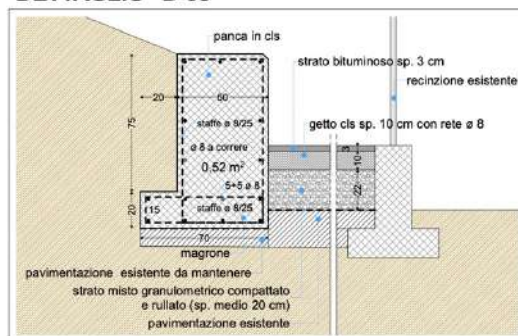 panca in cls
strato bituminoso sp. 3 cm
recinzione esistente
20
60
75
staffe ø 8/25
getto cls sp. 10 cm con rete ø 8
ø 8 a correre
3
10
0,52 m²
5+5 ø 8
22
20
15
staffe ø 8/25
70
magrone
pavimentazione esistente da mantenere
strato misto granulometrico compattato
e rullato (sp. medio 20 cm)
pavimentazione esistente